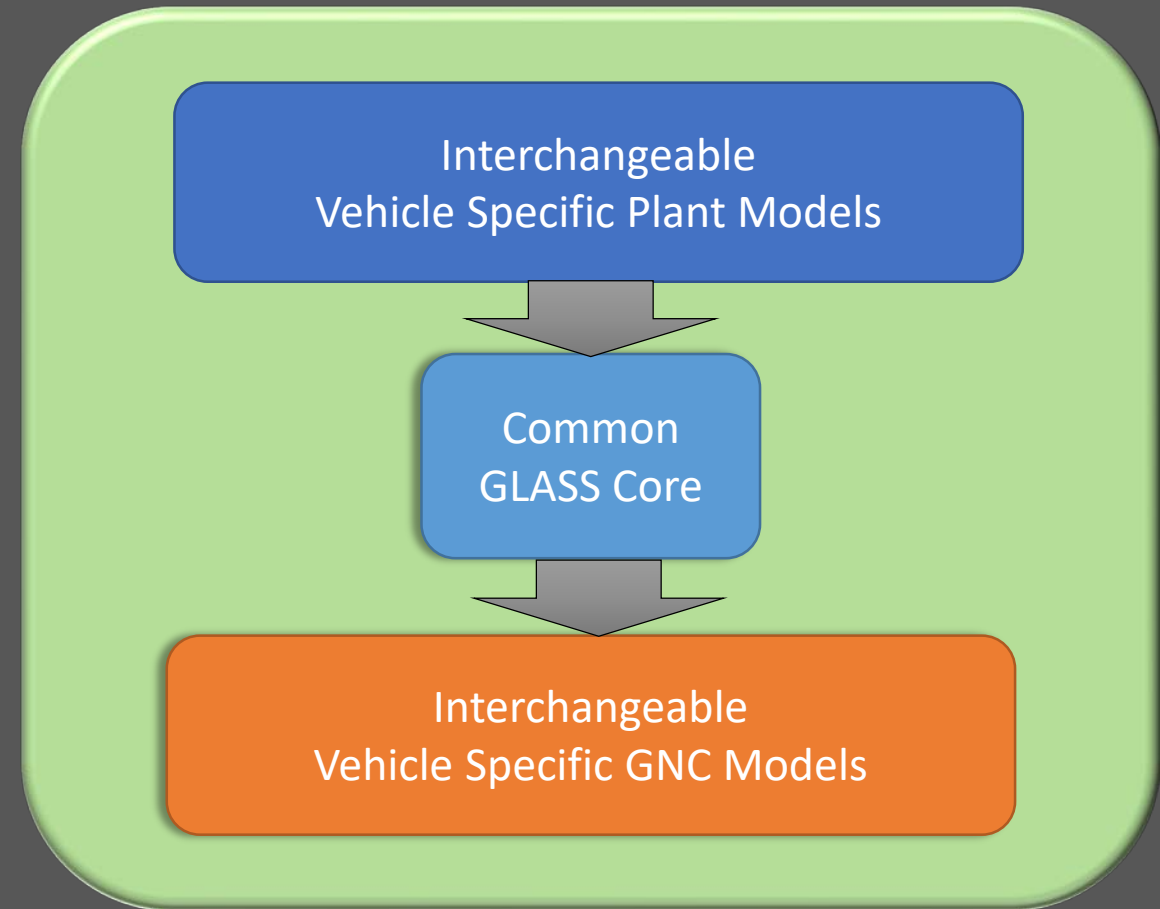 Interchangeable
Vehicle Specific Plant Models
Common
GLASS Core
Interchangeable
Vehicle Specific GNC Models